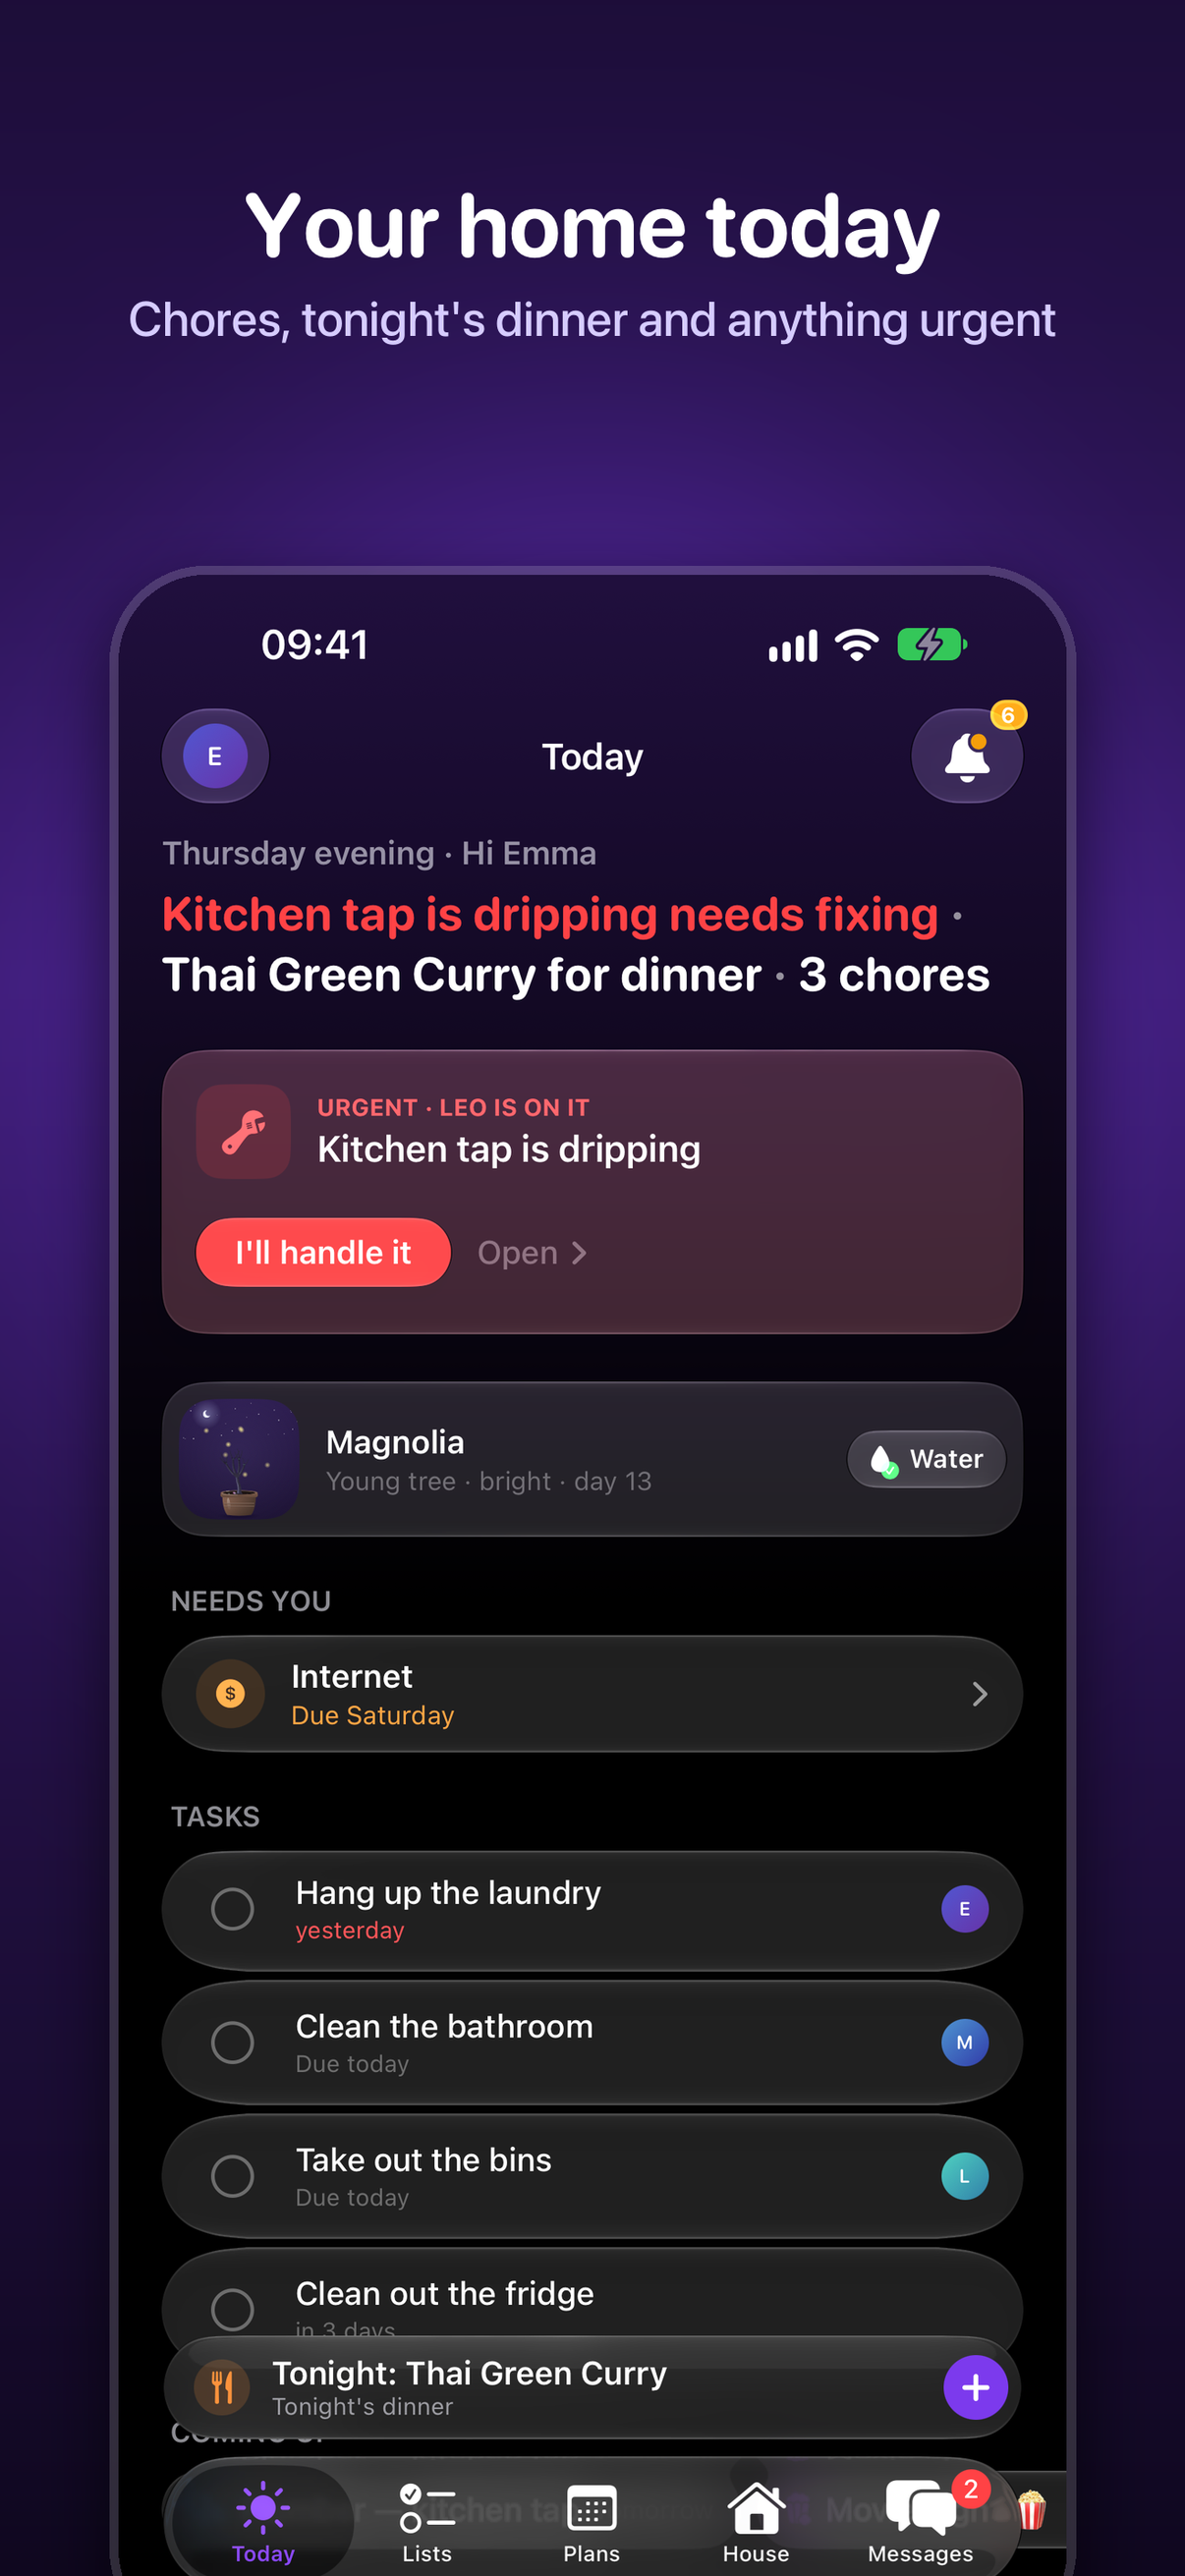 Your home today
Chores, tonight's dinner and anything urgent
09:41
E
Today
6
Thursday evening · Hi Emma
Kitchen tap is dripping needs fixing ·
Thai Green Curry for dinner · 3 chores
URGENT · LEO IS ON IT
Kitchen tap is dripping
I'll handle it
Open
Magnolia
Young tree · bright · day 13
Water
NEEDS YOU
$
Internet
Due Saturday
TASKS
Hang up the laundry
yesterday
E
Clean the bathroom
Due today
M
Take out the bins
Due today
L
Clean out the fridge
in 3 days
Tonight: Thai Green Curry
Tonight's dinner
2
Today
Lists
Plans
House
Messages